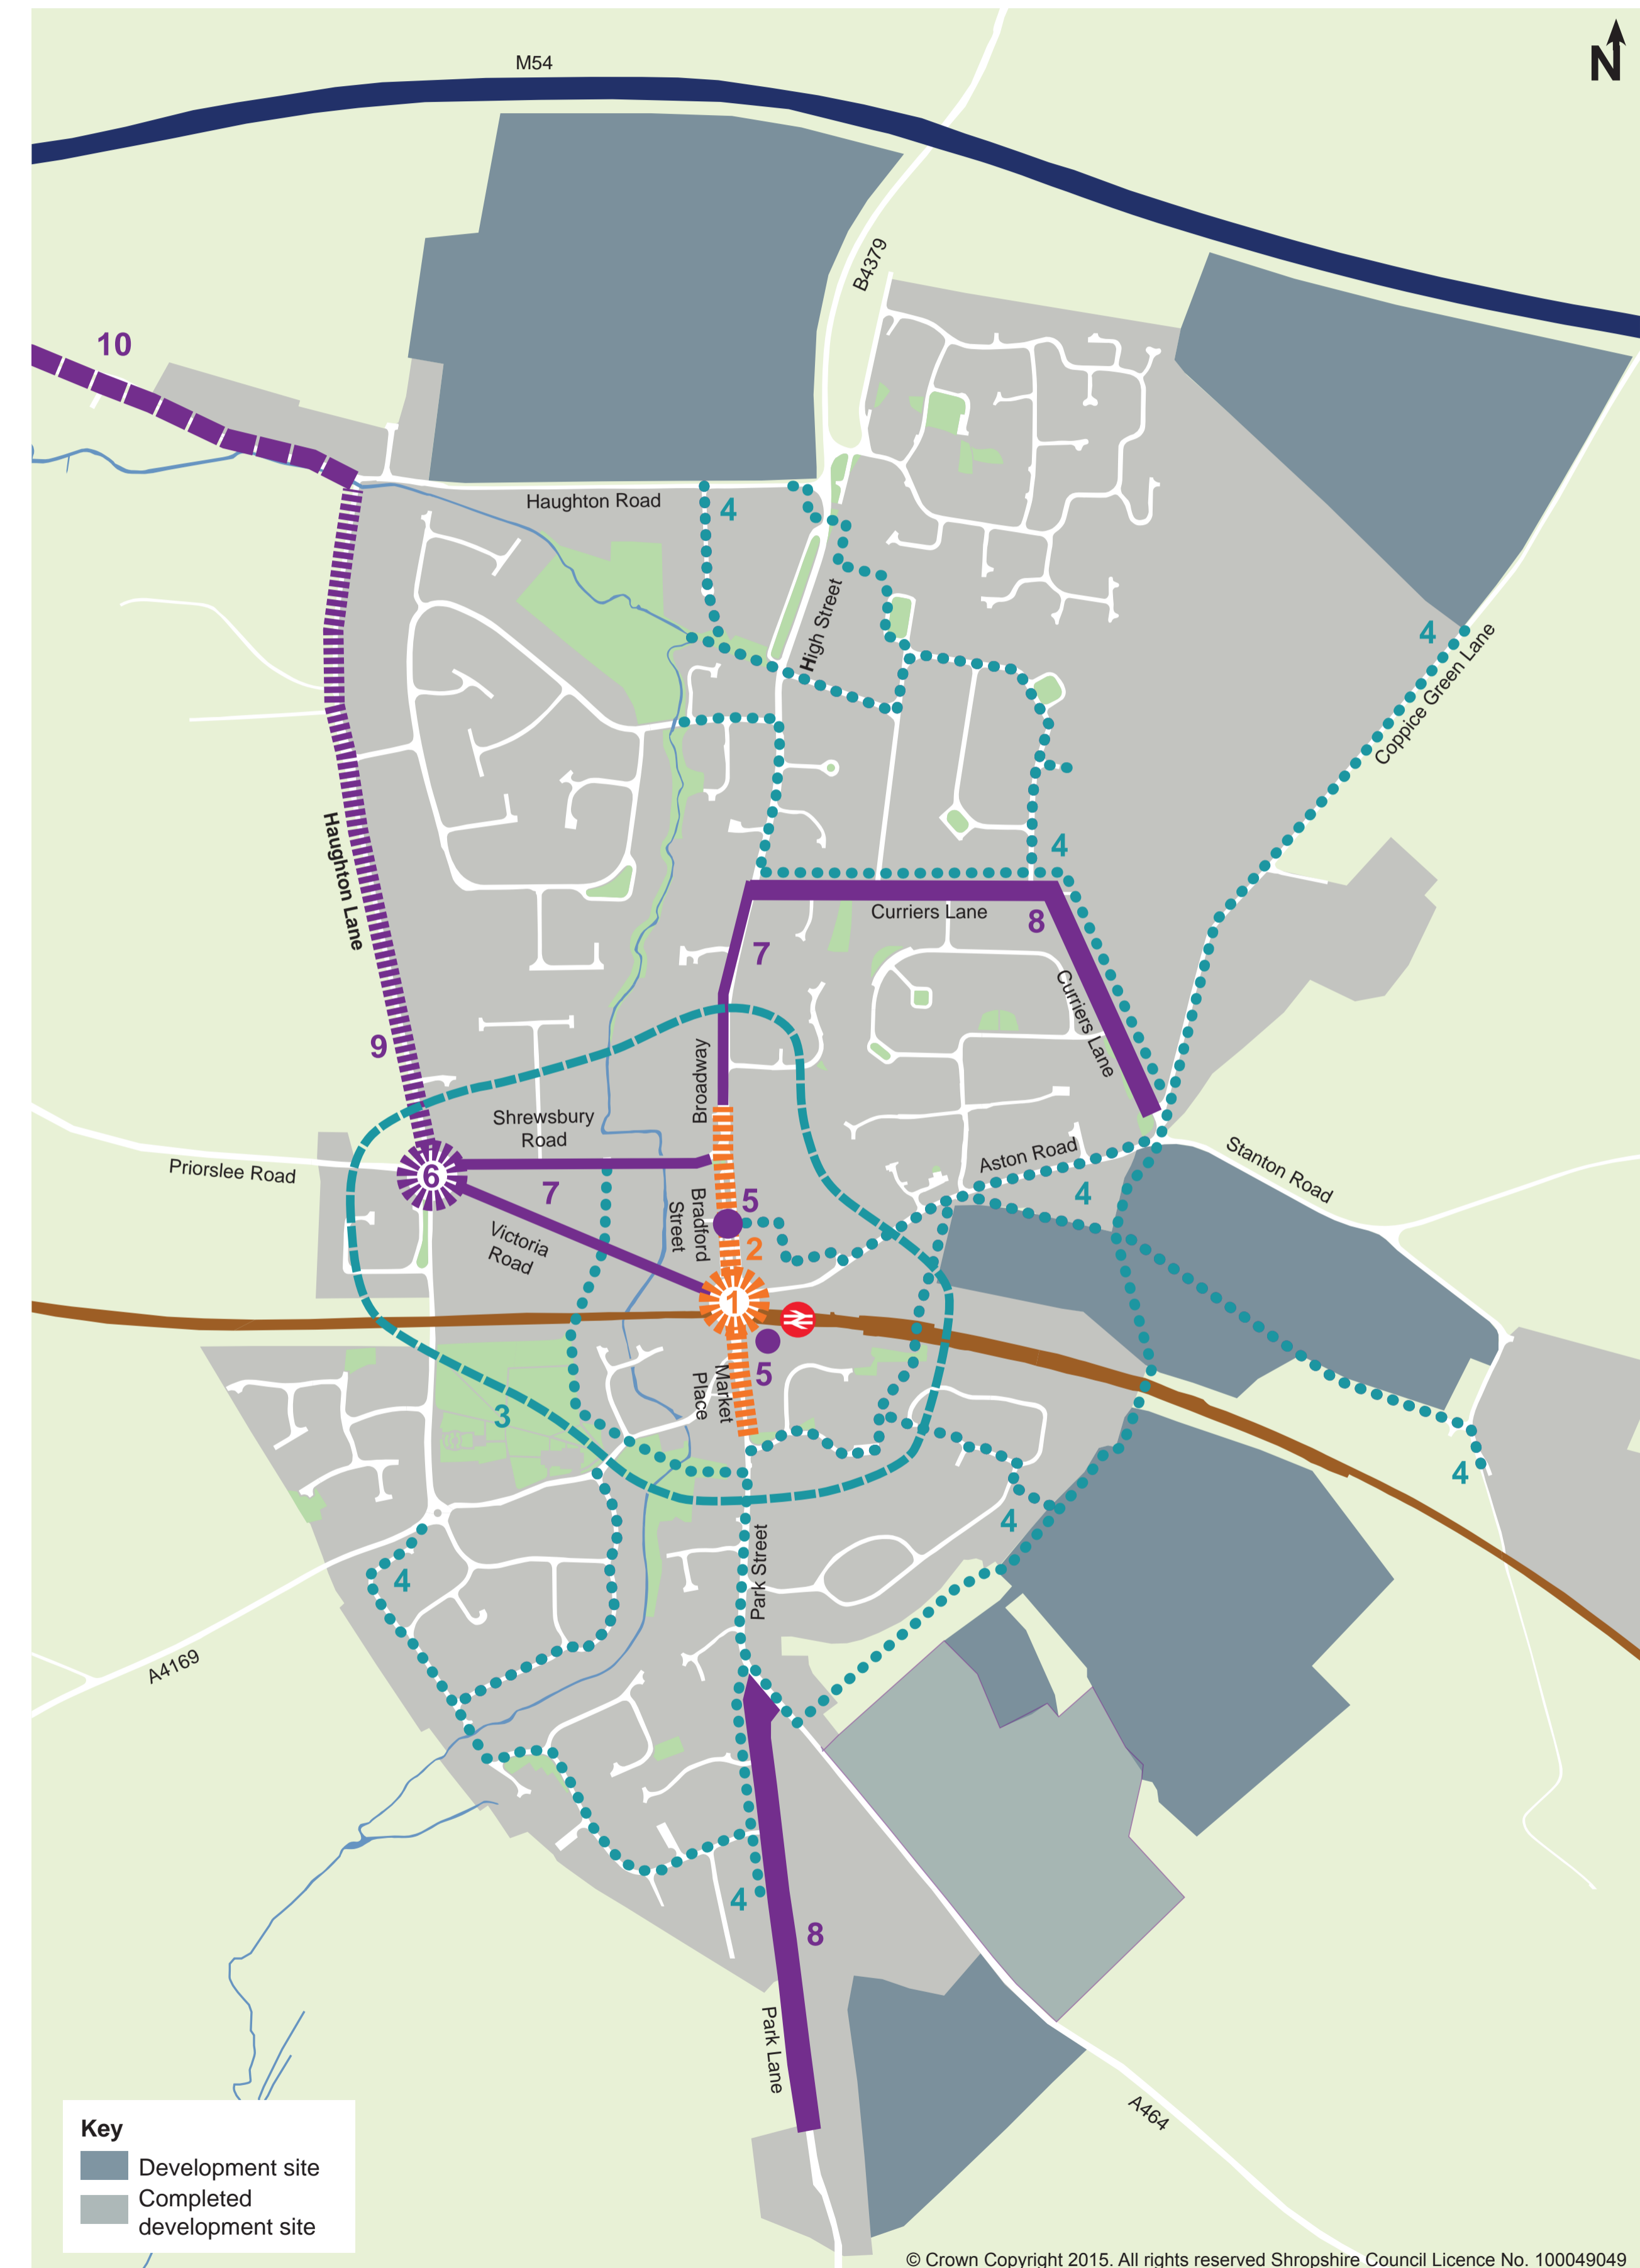 M54
N
B4379
10
Haughton Road
4
High Street
4
Coppice Green Lane
Haughton Lane
4
Curriers Lane
8
7
Curriers Lane
9
Broapway
Shrewsbury
Road
Aston Road
Stanton Road
Priorslee Road
6
7
5
4
Bradford
Street
Victoria
Road
2
1
5
Market
Place
3
4
4
Park Street
4
A4169
4
8
Park Lane
A464
Key
Development site
Completed
development site
© Crown Copyright 2015. All rights reserved Shropshire Council Licence No. 100049049